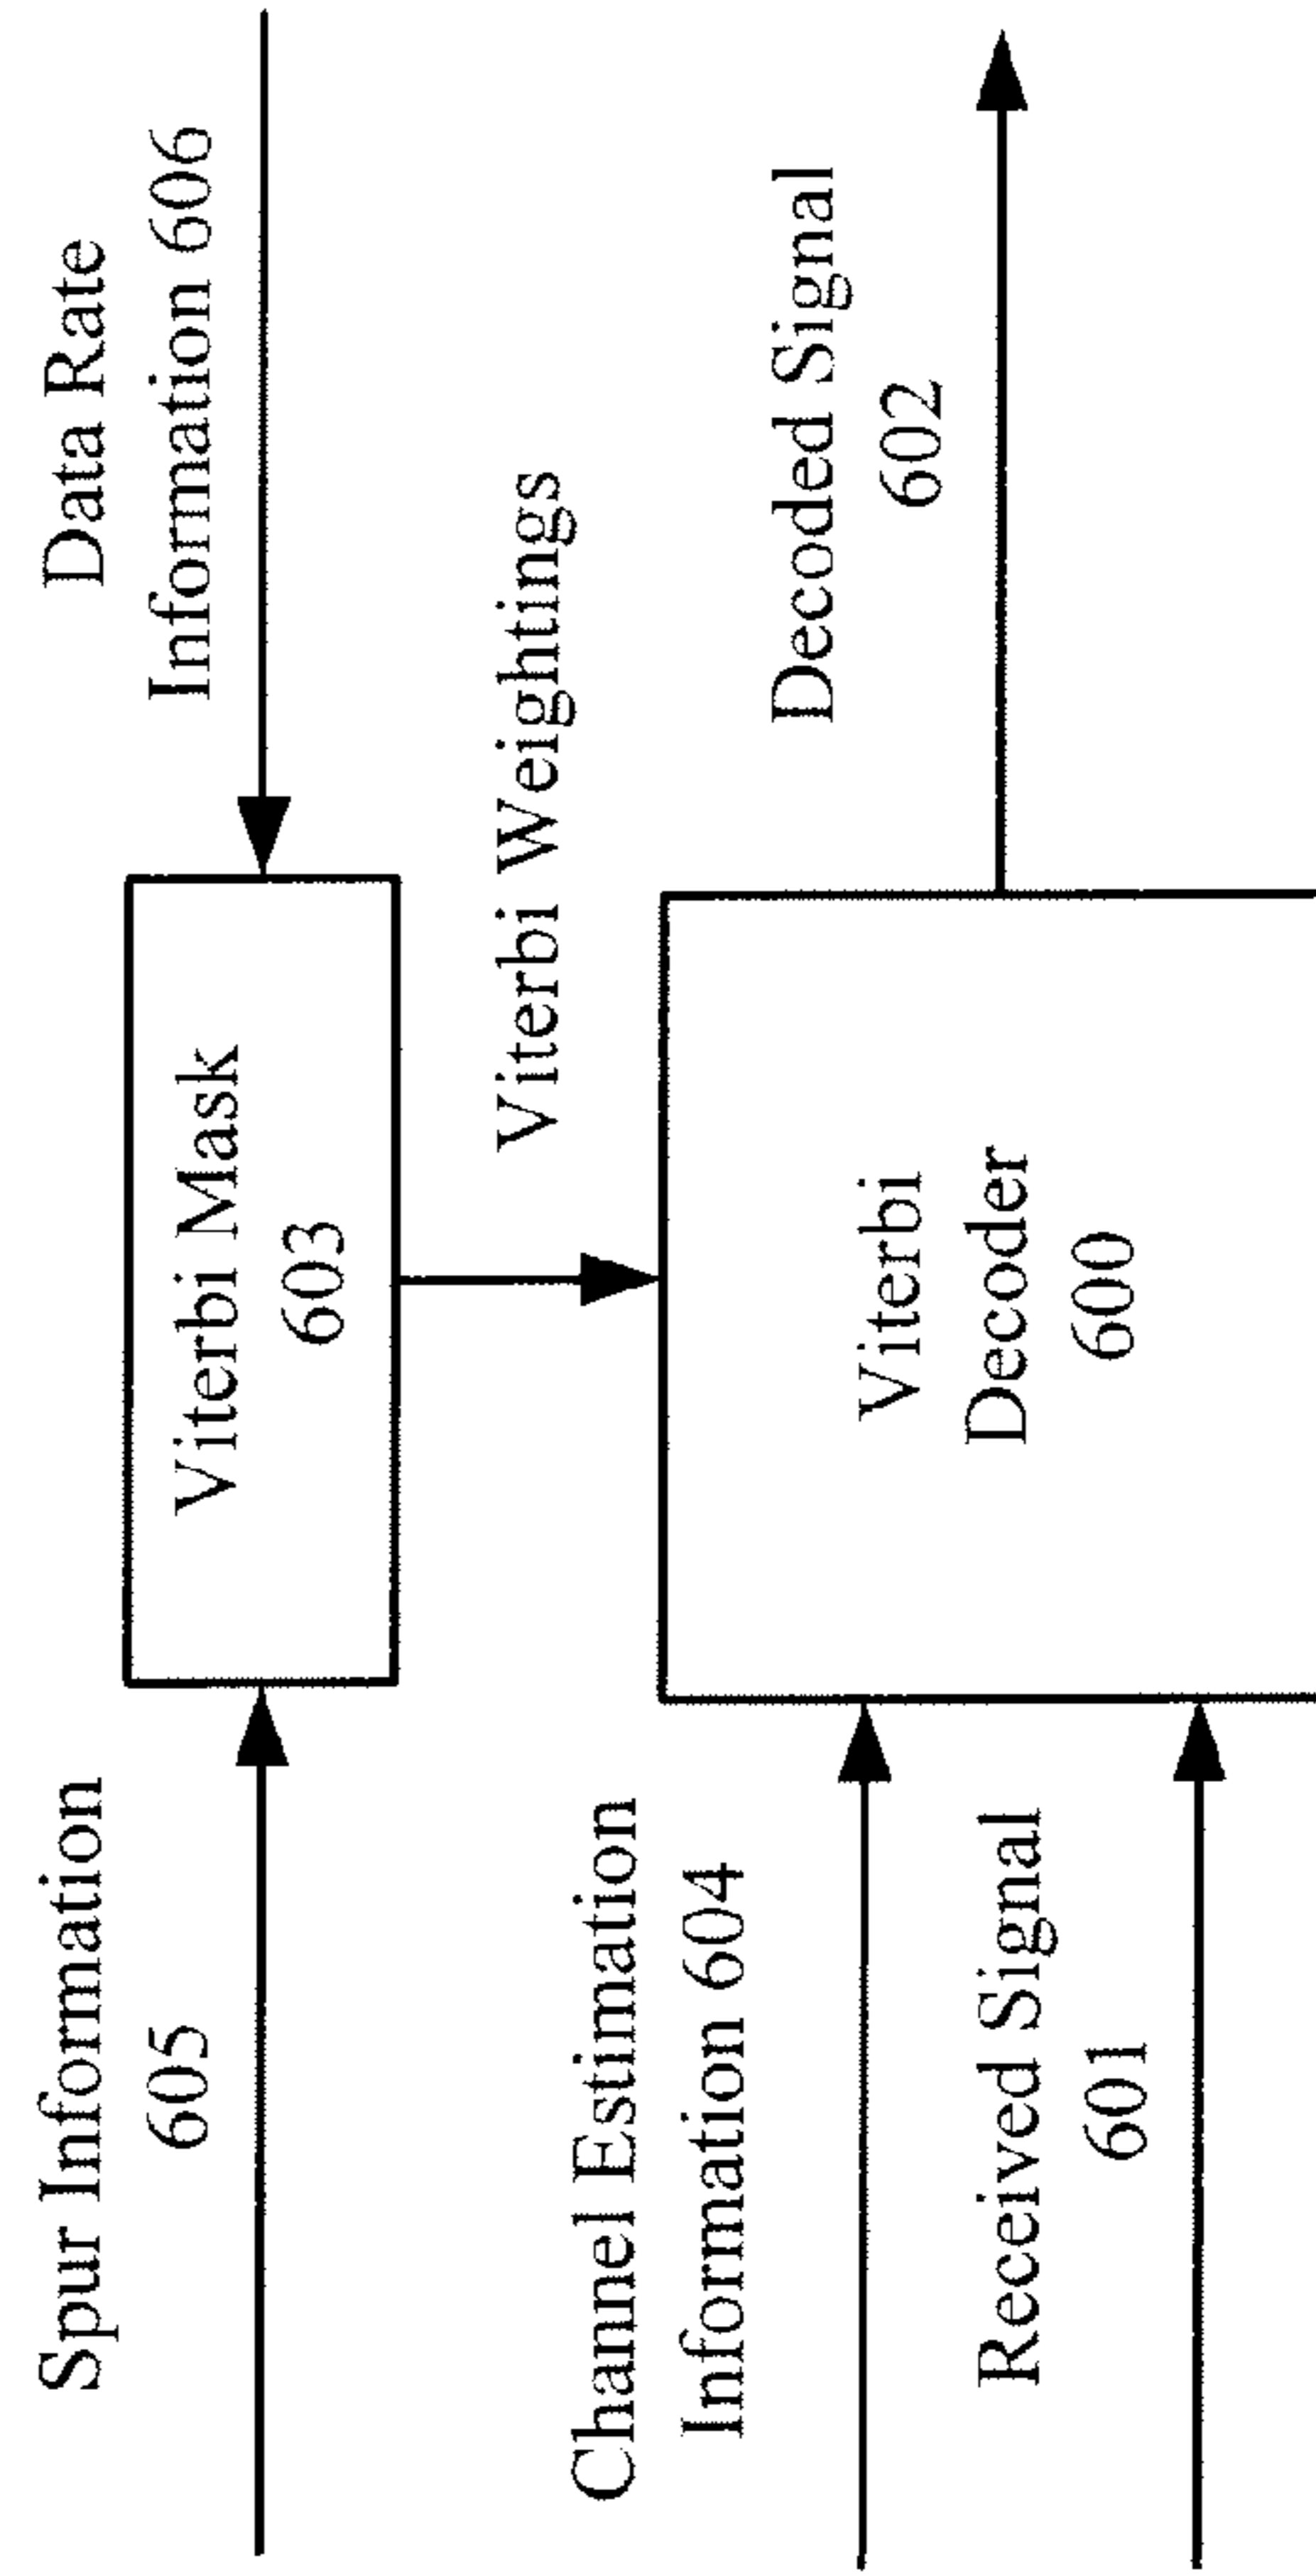 Spur Information
605
Viterbi Mask
603
Data Rate
Information 606
Viterbi Weightings
Channel Estimation
Information 604
Received Signal
601
Viterbi
Decoder
600
Decoded Signal
602